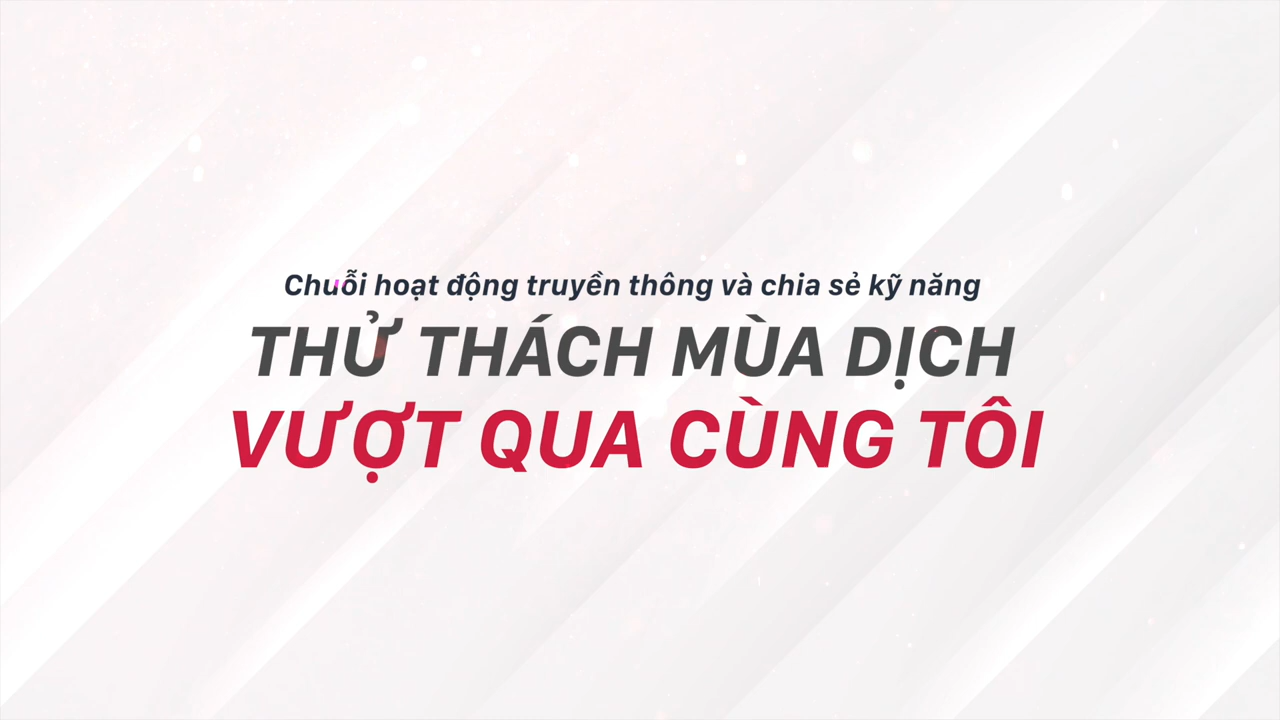 Chuỗi hoạt động truyền thông và chia sẻ kỹ năng
THỬ THÁCH MÙA DỊCH
VƯỢT QUA CÙNG TÔI